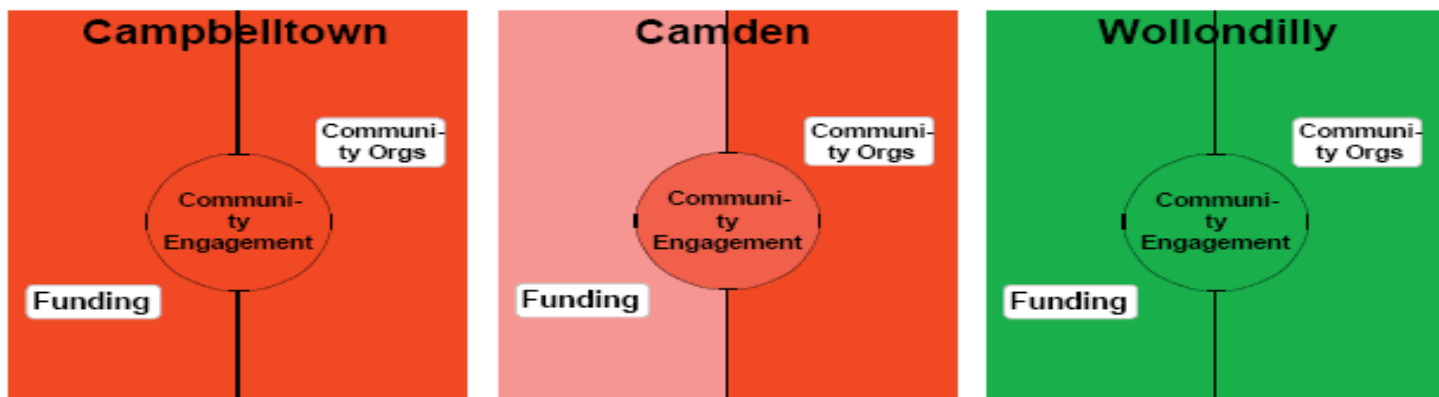 Campbelltown
Communi-
ty Orgs
Communi-
ty
Engagement
Funding
Camden
Communi-
ty Orgs
Communi-
ty
Engagement
Funding
Wollondilly
Communi-
ty Orgs
Communi-
ty
Engagement
Funding